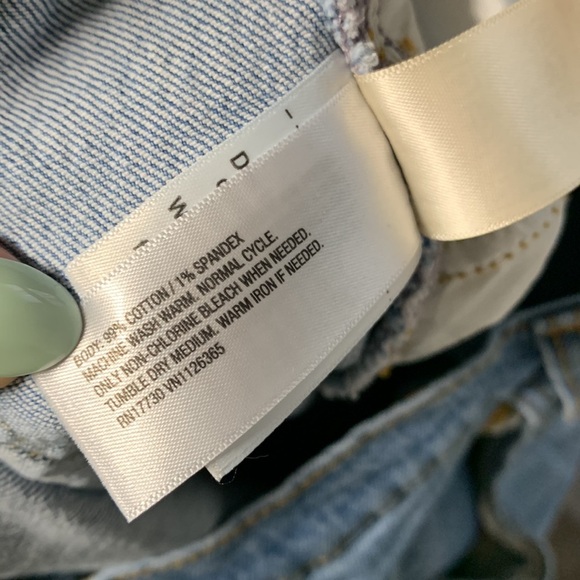 D
W
BODY: 99% COTTON / 1% SPANDEX
MACHINE WASH WARM. NORMAL CYCLE.
ONLY NON-CHLORINE BLEACH WHEN NEEDED.
TUMBLE DRY MEDIUM. WARM IRON IF NEEDED.
RN17730 VN1126365